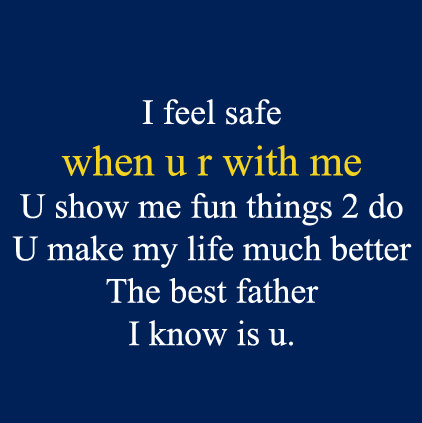 I feel safe
when u r with me
U show me fun things 2 do
U make my life much better
The best father
I know is u.